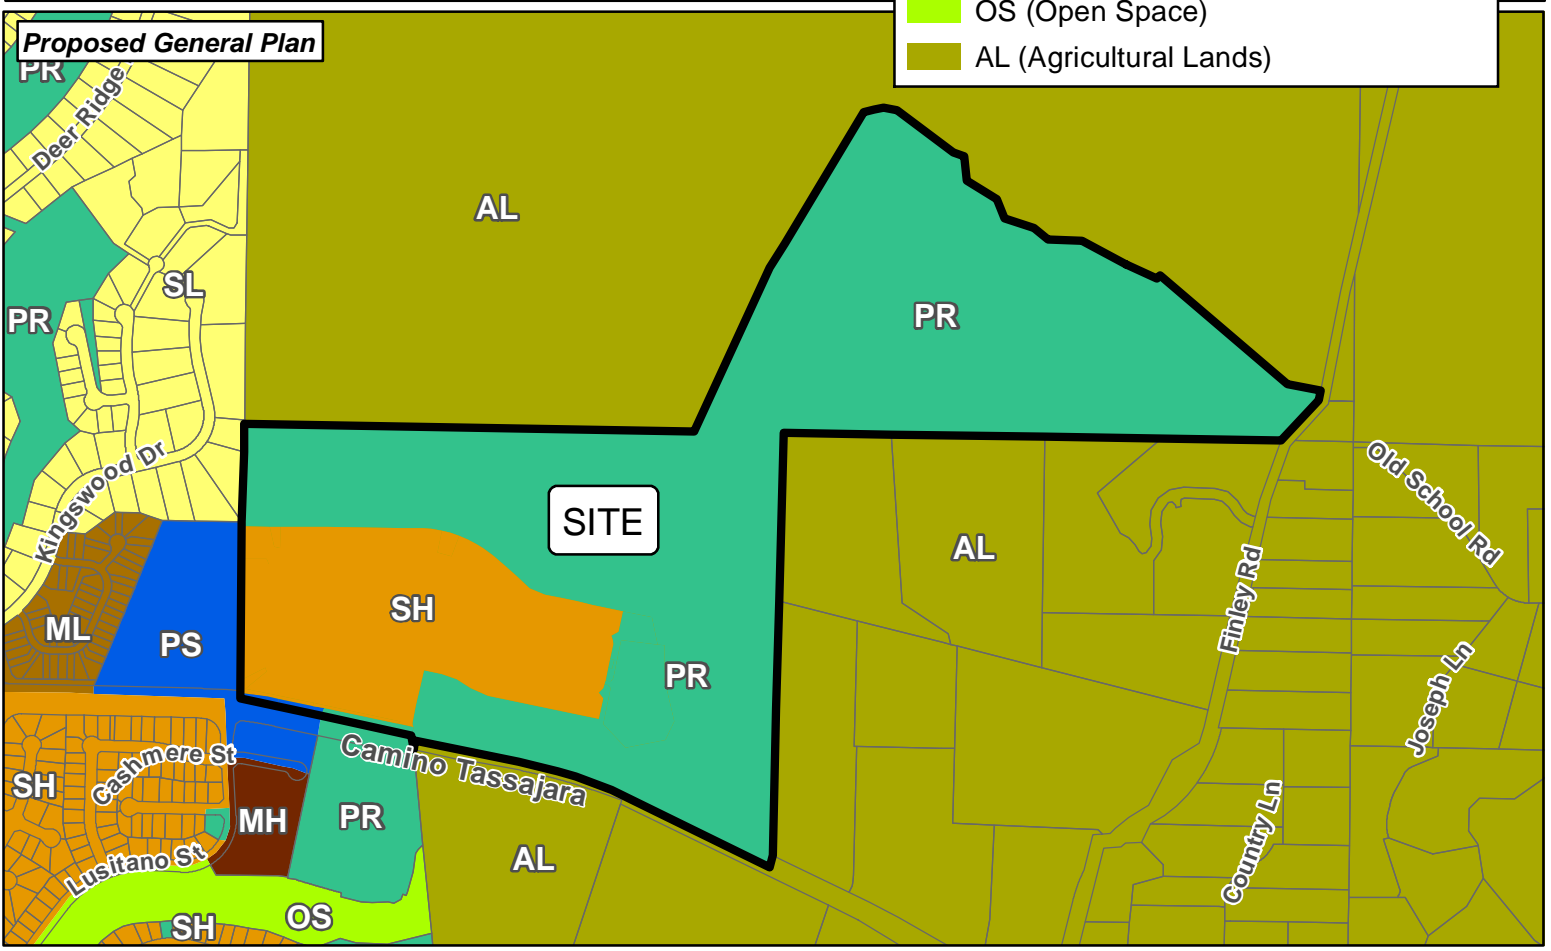 OS (Open Space)
AL (Agricultural Lands)
Proposed General Plan
PR
Deer Ridge
AL
SL
PR
PR
Kingswood Dr
SITE
Old School Rd
AL
Finley Rd
SH
ML
PS
PR
Joseph Ln
Camino Tassajara
Cashmere St
SH
MH
PR
Country Ln
AL
Lusitano St
OS
SH